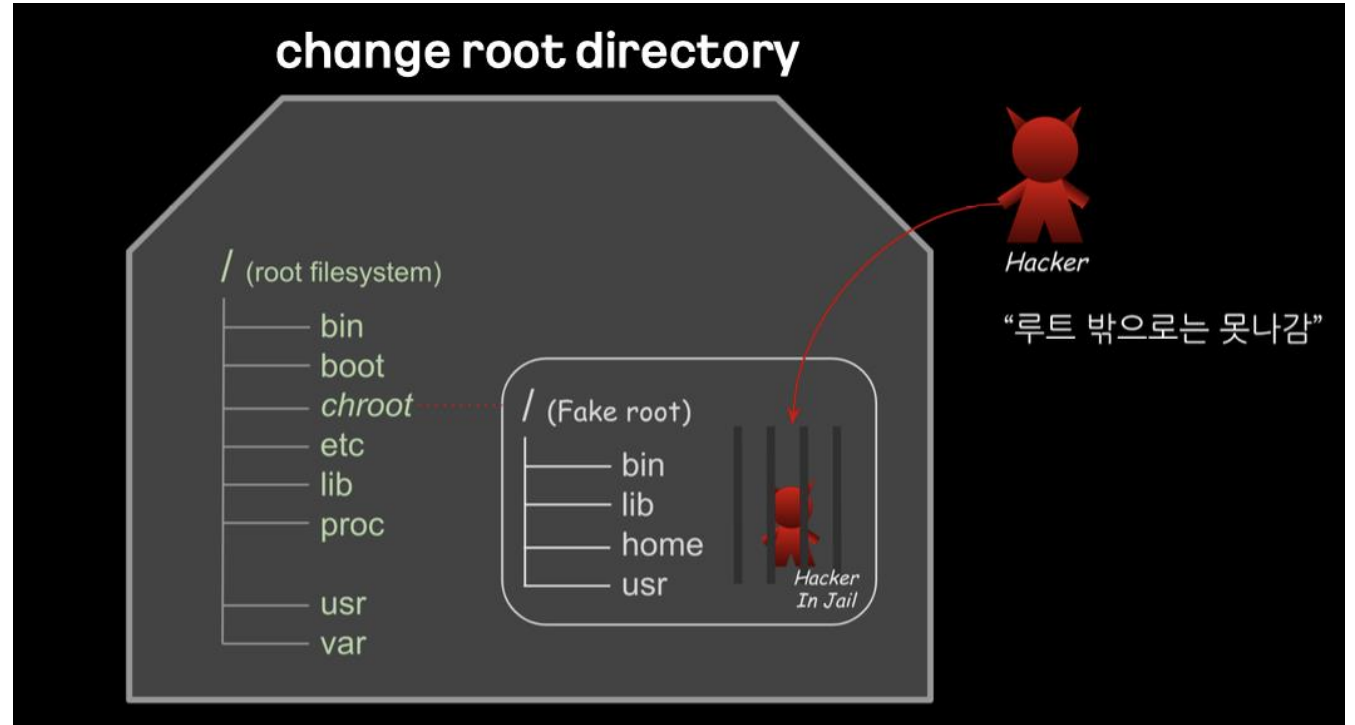 change root directory
/ (root filesystem)
bin
boot
chroot
etc
lib
proc
usr
var
/ (Fake root)
bin
lib
home
usr
Hacker
In Jail
Hacker
“루트 밖으로는 못나감”